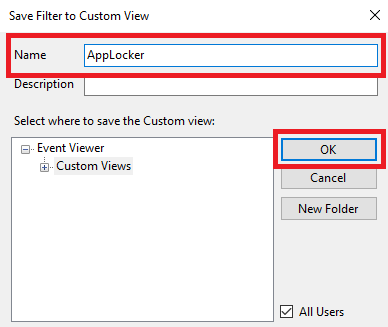 Save Filter to Custom View
Name AppLocker
Description
Select where to save the Custom view:
Event Viewer
Custom Views
OK
Cancel
New Folder
All Users